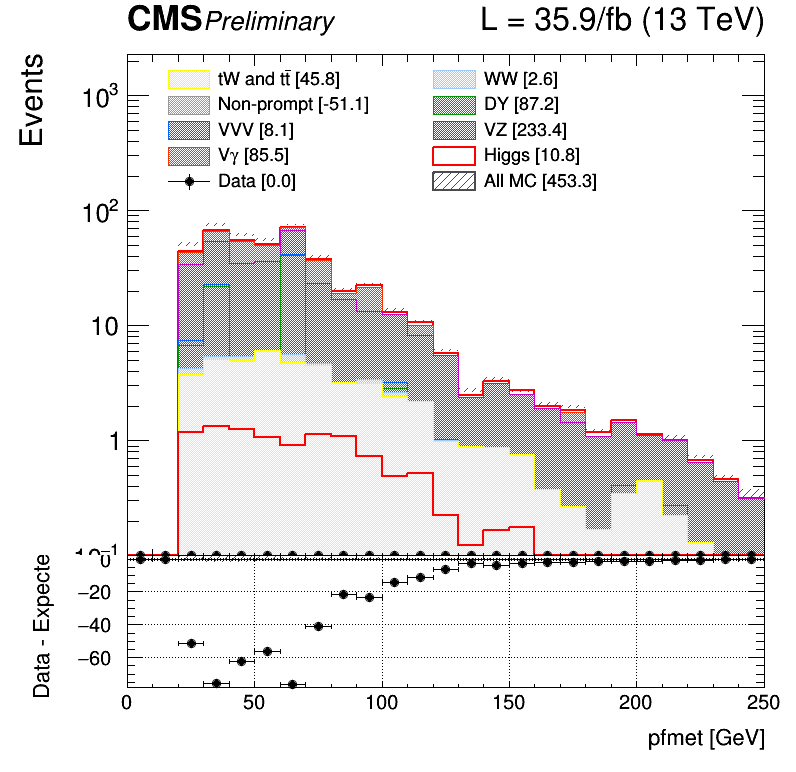 CMS Preliminary L = 35.9/fb (13 TeV)
Events
tW and tt̄ [45.8] WW [2.6]
Non-prompt [-51.1] DY [87.2]
VVV [8.1] VZ [233.4]
Vγ [85.5] Higgs [10.8]
Data [0.0] All MC [453.3]
10³
10²
10
1
Data - Expecte
0
−20
−40
−60
0 50 100 150 200 250
pfmet [GeV]